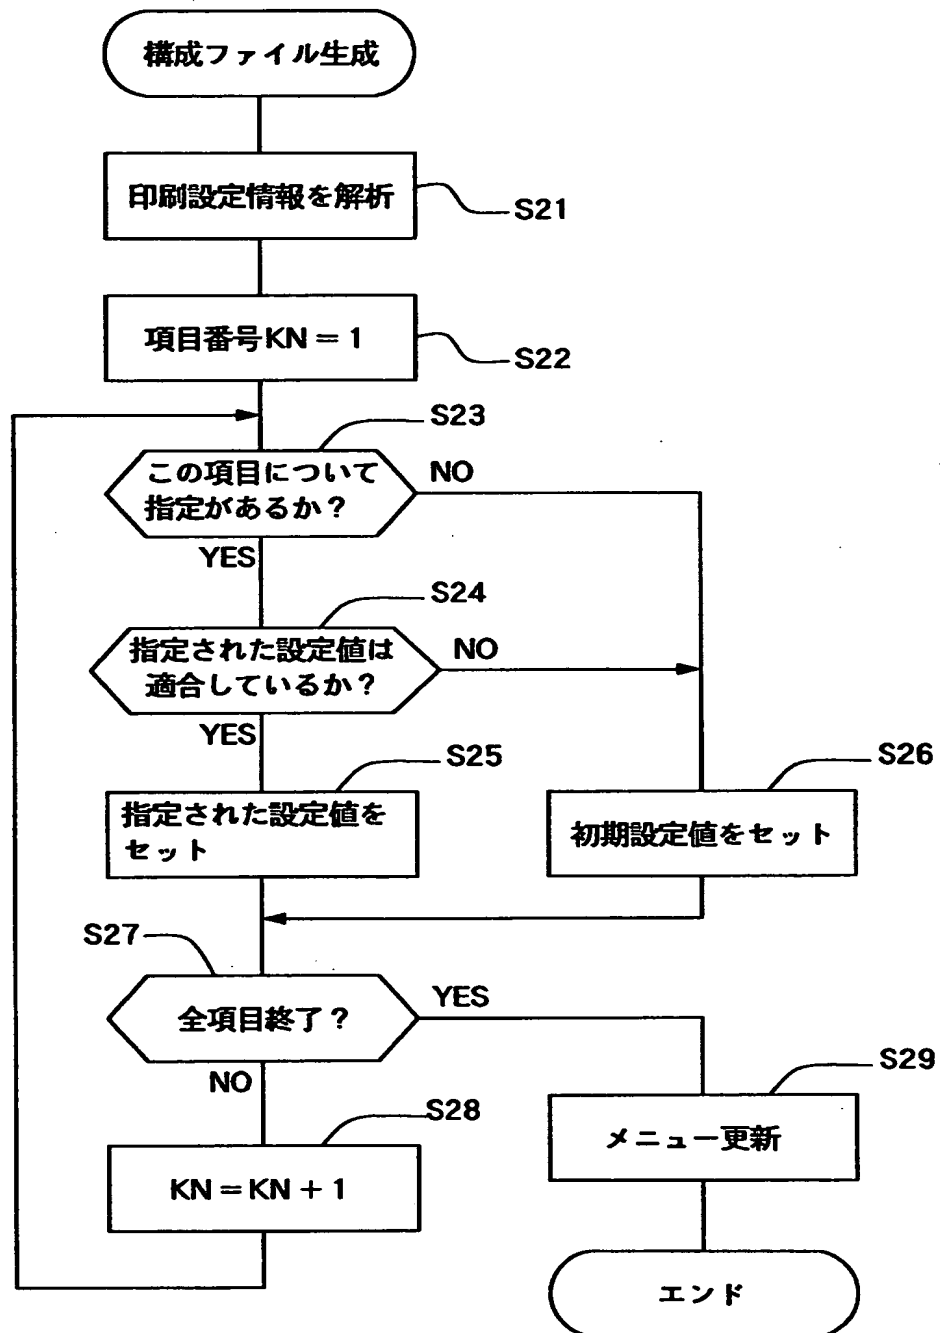 構成ファイル生成
印刷設定情報を解析
S21
項目番号KN＝1
S22
S23
この項目について
指定があるか？
NO
YES
S24
指定された設定値は
適合しているか？
NO
YES
S25
指定された設定値を
セット
S26
初期設定値をセット
S27
全項目終了？
YES
NO
S28
KN＝KN＋1
S29
メニュー更新
エンド